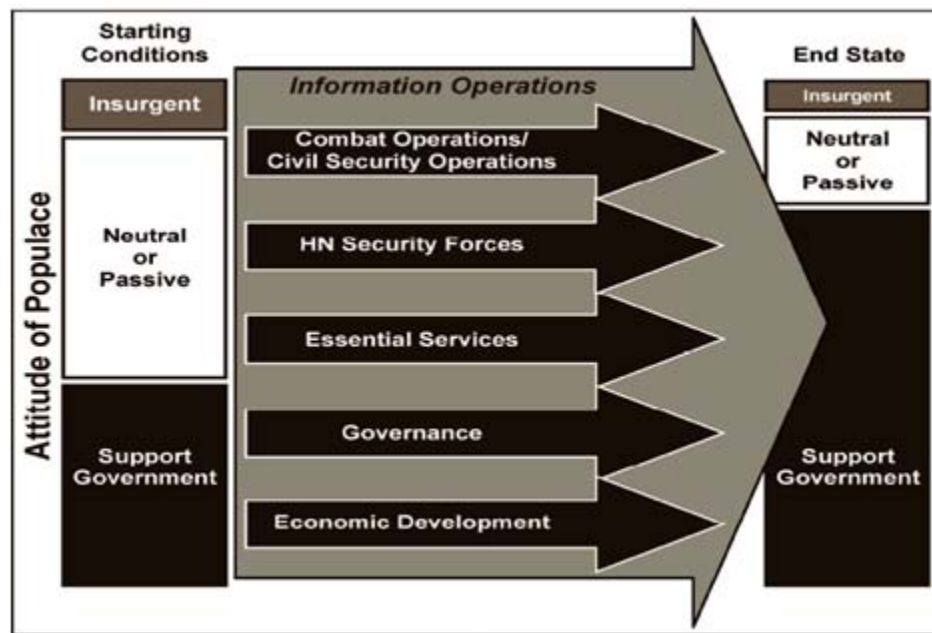 Attitude of Populace
Starting
Conditions
Insurgent
Neutral
or
Passive
Support
Government
Information Operations
Combat Operations/
Civil Security Operations
HN Security Forces
Essential Services
Governance
Economic Development
End State
Insurgent
Neutral
or
Passive
Support
Government